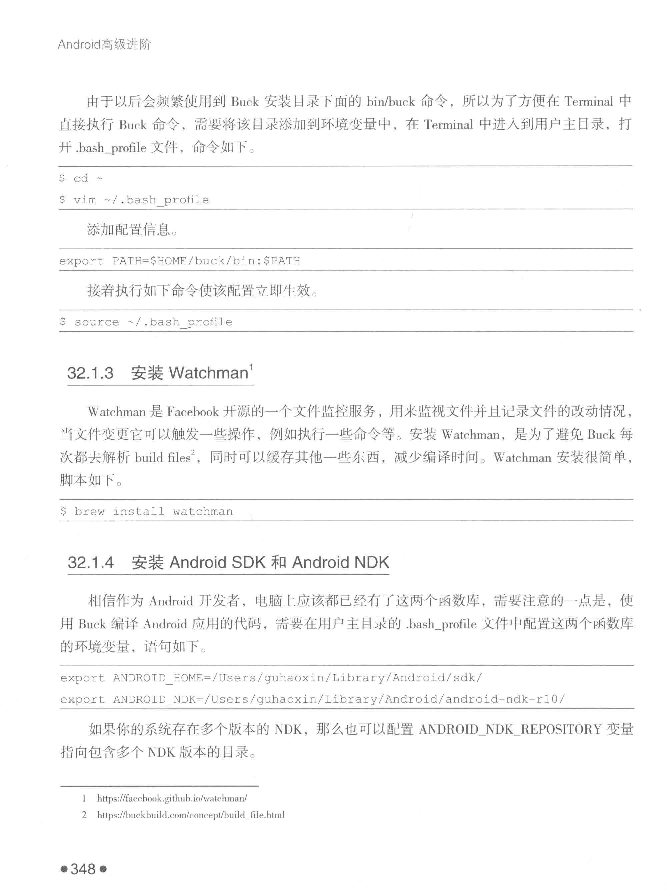 Android高级进阶
由于以后会频繁使用到 Buck 安装目录下面的 bin/buck 命令，所以为了方便在 Terminal 中
直接执行 Buck 命令，需要将该目录添加到环境变量中，在 Terminal 中进入到用户主目录，打
开 .bash_profile 文件，命令如下。
$ cd ~
$ vim ~/.bash_profile
添加配置信息。
export PATH=$HOME/buck/bin:$PATH
接着执行如下命令使该配置立即生效。
$ source ~/.bash_profile
32.1.3 安装 Watchman1
Watchman 是 Facebook 开源的一个文件监控服务，用来监视文件并且记录文件的改动情况，
当文件变更它可以触发一些操作，例如执行一些命令等。安装 Watchman，是为了避免 Buck 每
次都去解析 build files2，同时可以缓存其他一些东西，减少编译时间。Watchman 安装很简单，
脚本如下。
$ brew install watchman
32.1.4 安装 Android SDK 和 Android NDK
相信作为 Android 开发者，电脑上应该都已经有了这两个函数库，需要注意的一点是，使
用 Buck 编译 Android 应用的代码，需要在用户主目录的 .bash_profile 文件中配置这两个函数库
的环境变量，语句如下。
export ANDROID_HOME=/Users/guhaoxin/Library/Android/sdk/
export ANDROID_NDK=/Users/guhaoxin/Library/Android/android-ndk-r10/
如果你的系统存在多个版本的 NDK，那么也可以配置 ANDROID_NDK_REPOSITORY 变量
指向包含多个 NDK 版本的目录。
1 https://facebook.github.io/watchman/
2 https://buckbuild.com/concept/build_file.html
●348●